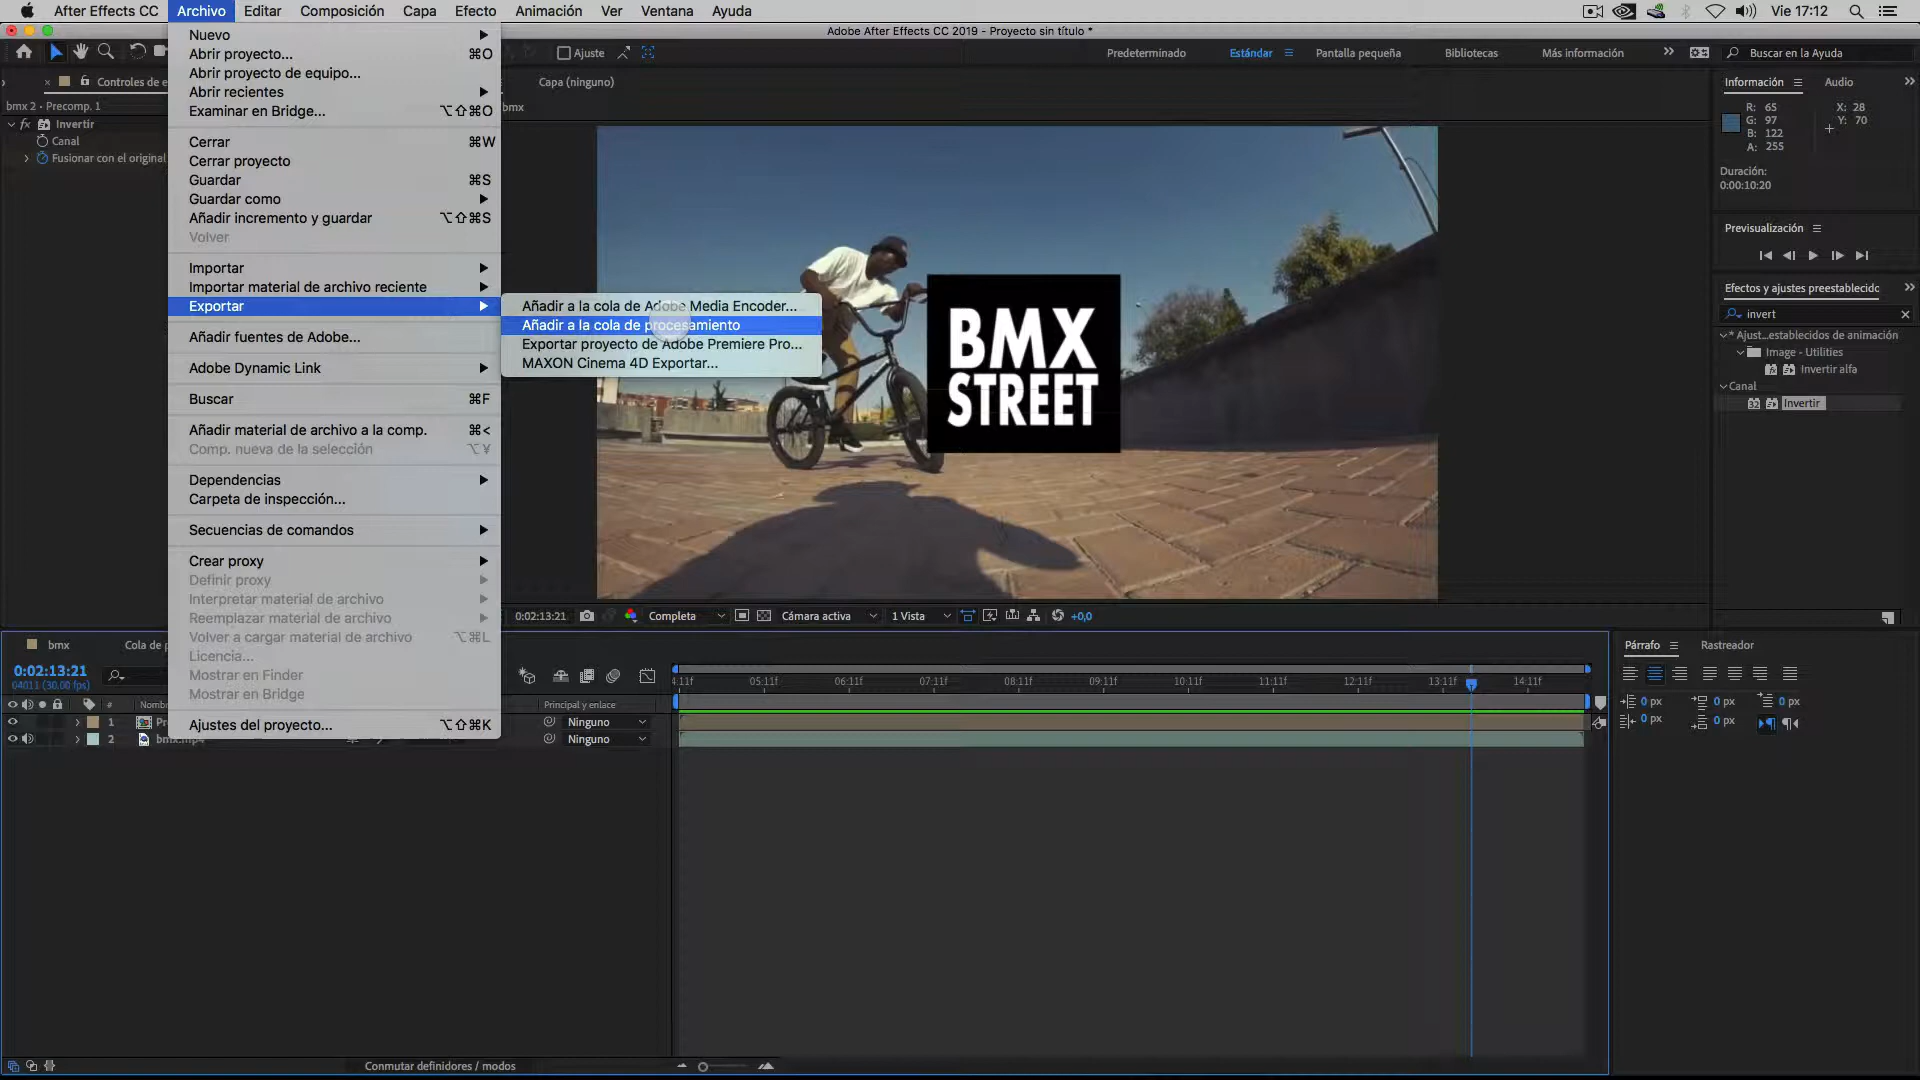 After Effects CC Archivo Editar Composición Capa Efecto Animación Ver Ventana Ayuda Vie 17:12
Adobe After Effects CC 2019 - Proyecto sin título *
Ajuste Predeterminado Estándar Pantalla pequeña Bibliotecas Más información Buscar en la Ayuda
Controles de e
bmx 2 • Precomp. 1
fx Invertir
Canal
Fusionar con el original
Nuevo
Abrir proyecto... ⌘O
Abrir proyecto de equipo...
Abrir recientes
Examinar en Bridge... ⌥⇧⌘O
Cerrar ⌘W
Cerrar proyecto
Guardar ⌘S
Guardar como
Añadir incremento y guardar ⌥⇧⌘S
Volver
Importar
Importar material de archivo reciente
Exportar
Añadir fuentes de Adobe...
Adobe Dynamic Link
Buscar ⌘F
Añadir material de archivo a la comp. ⌘<
Comp. nueva de la selección ⌥¥
Dependencias
Carpeta de inspección...
Secuencias de comandos
Crear proxy
Definir proxy
Interpretar material de archivo
Reemplazar material de archivo
Volver a cargar material de archivo ⌥⌘L
Licencia...
Mostrar en Finder
Mostrar en Bridge
Ajustes del proyecto... ⌥⇧⌘K
Añadir a la cola de Adobe Media Encoder...
Añadir a la cola de procesamiento
Exportar proyecto de Adobe Premiere Pro...
MAXON Cinema 4D Exportar...
Capa (ninguno)
bmx
BMX
STREET
0:02:13:21 Completa Cámara activa 1 Vista +0,0
Información Audio
R: 65 X: 28
G: 97 Y: 70
B: 122
A: 255
Duración:
0:00:10:20
Previsualización
Efectos y ajustes preestablecido
invert
* Ajust...establecidos de animación
Image - Utilities
Invertir alfa
Canal
32 Invertir
bmx Cola de p
0:02:13:21
04011 (30.00 fps)
# Nomb Principal y enlace
1 Pr Ninguno
2 bmx.mp4 Ninguno
4:11f 05:11f 06:11f 07:11f 08:11f 09:11f 10:11f 11:11f 12:11f 13:11f 14:11f
Párrafo Rastreador
0 px 0 px 0 px
0 px 0 px
Conmutar definidores / modos